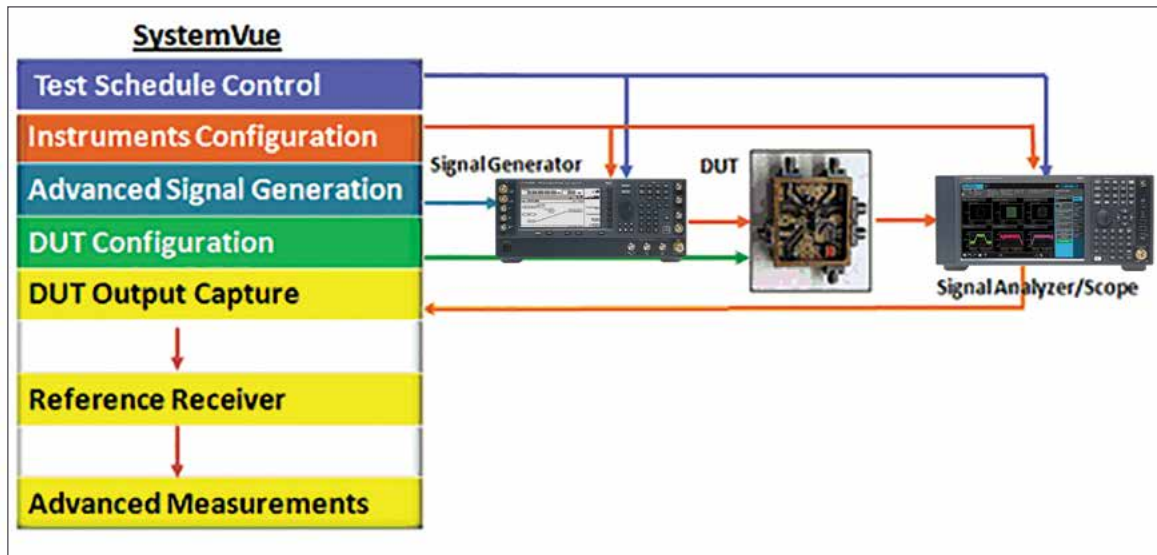 SystemVue
Test Schedule Control
Instruments Configuration
Signal Generator
DUT
Advanced Signal Generation
DUT Configuration
DUT Output Capture
Signal Analyzer/Scope
Reference Receiver
Advanced Measurements